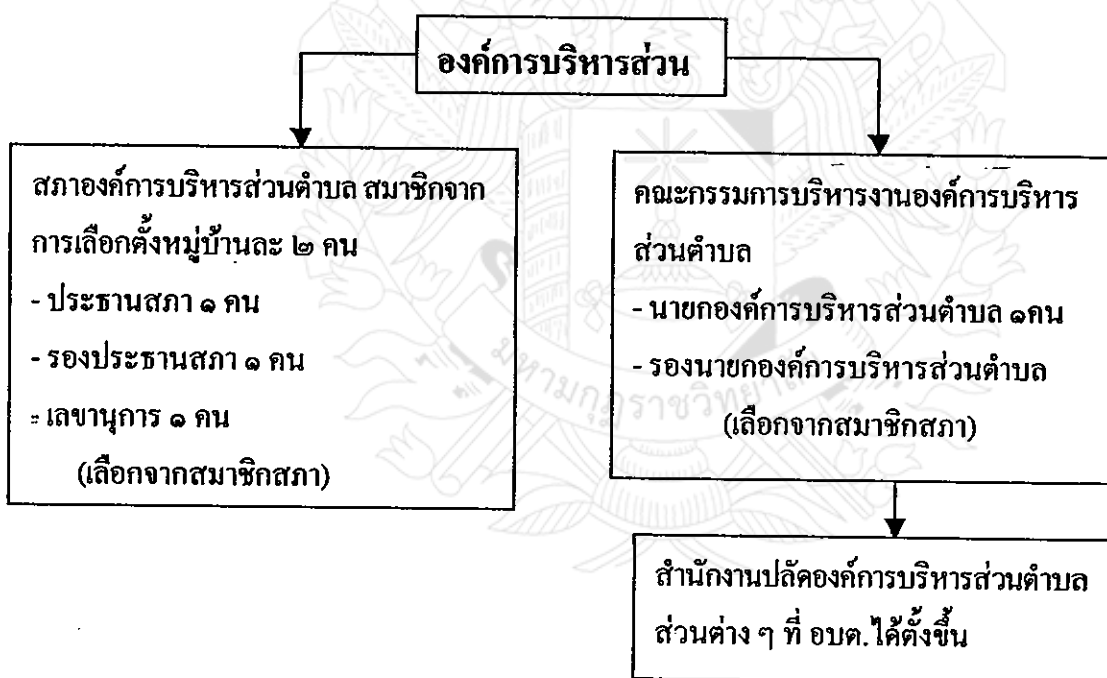 องค์การบริหารส่วน
สภาองค์การบริหารส่วนตำบล สมาชิกจาก
การเลือกตั้งหมู่บ้านละ ๒ คน
- ประธานสภา ๑ คน
- รองประธานสภา ๑ คน
- เลขานุการ ๑ คน
(เลือกจากสมาชิกสภา)
คณะกรรมการบริหารงานองค์การบริหาร
ส่วนตำบล
- นายกองค์การบริหารส่วนตำบล ๑คน
- รองนายกองค์การบริหารส่วนตำบล
(เลือกจากสมาชิกสภา)
สำนักงานปลัดองค์การบริหารส่วนตำบล
ส่วนต่าง ๆ ที่ อบต.ได้ตั้งขึ้น